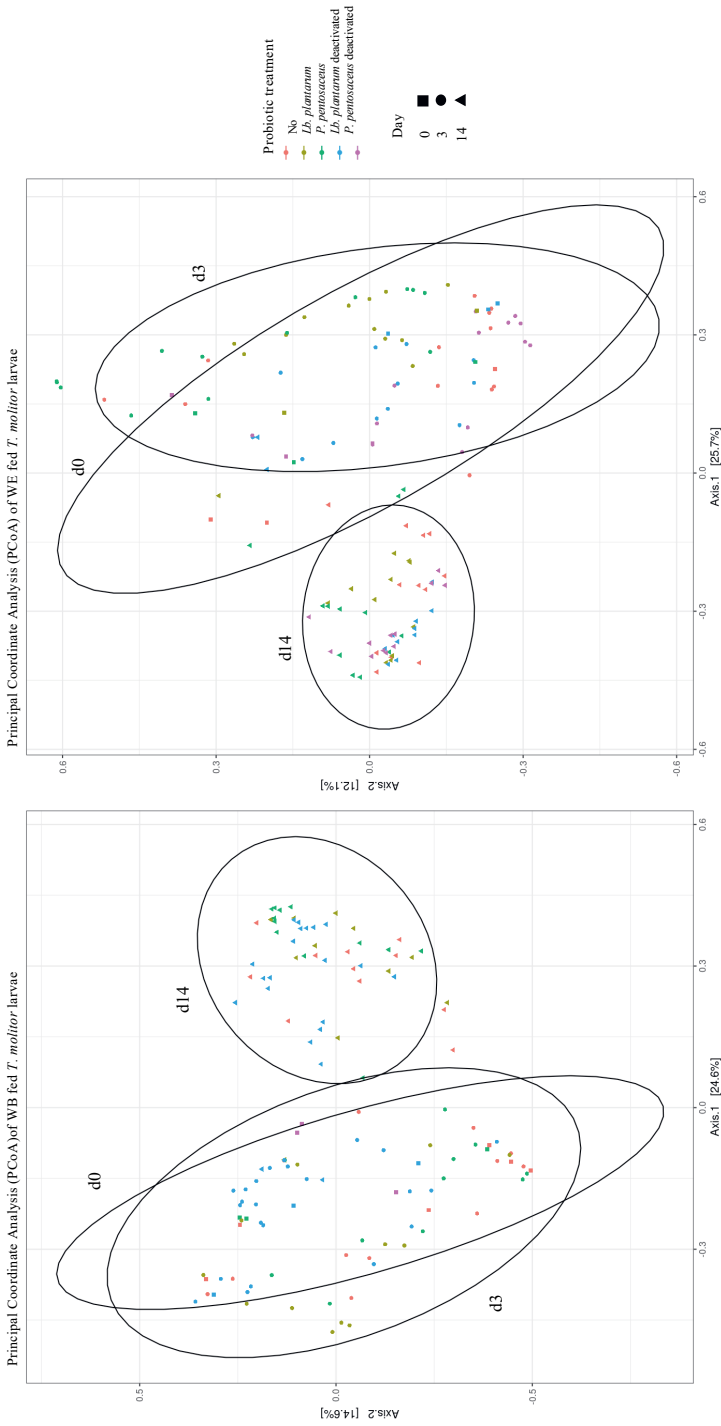 Principal Coordinate Analysis (PCoA)of WB fed T. molitor larvae
0.5
0.0
-0.5
Axis.2 [14.6%]
d0
d3
d14
-0.3
0.0
0.3
0.6
Axis.1 [24.6%]
Principal Coordinate Analysis (PCoA) of WE fed T. molitor larvae
0.6
0.3
0.0
-0.3
-0.6
Axis.2 [12.1%]
d14
d0
d3
-0.6
-0.3
0.0
0.3
0.6
Axis.1 [25.7%]
Probiotic treatment
No
Lb. plantarum
P. pentosaceus
Lb. plantarum deactivated
P. pentosaceus deactivated
Day
0
3
14